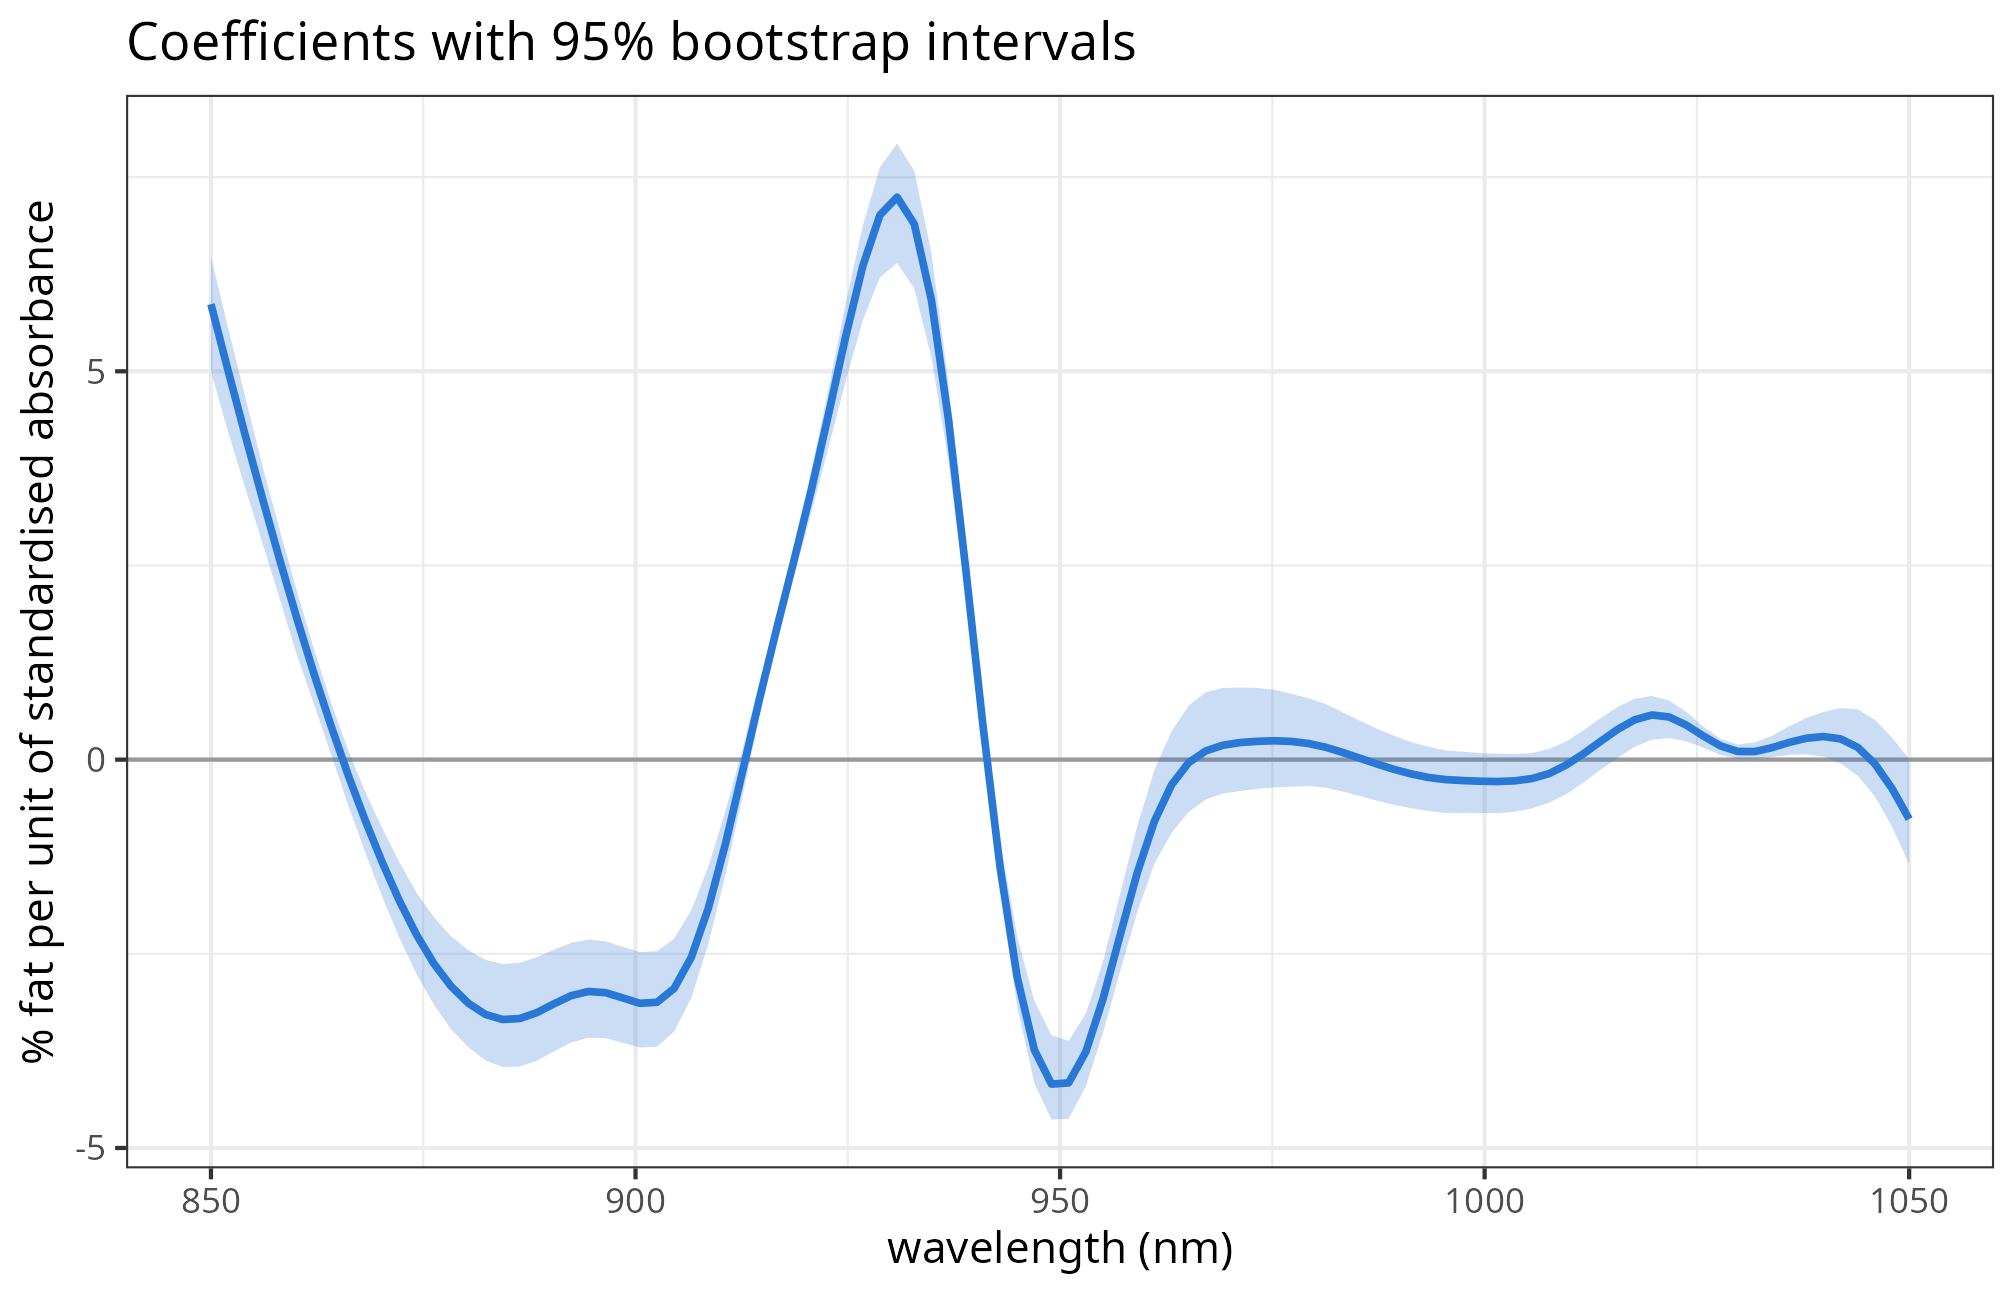 Coefficients with 95% bootstrap intervals
% fat per unit of standardised absorbance
5
0
-5
850 900 950 1000 1050
wavelength (nm)